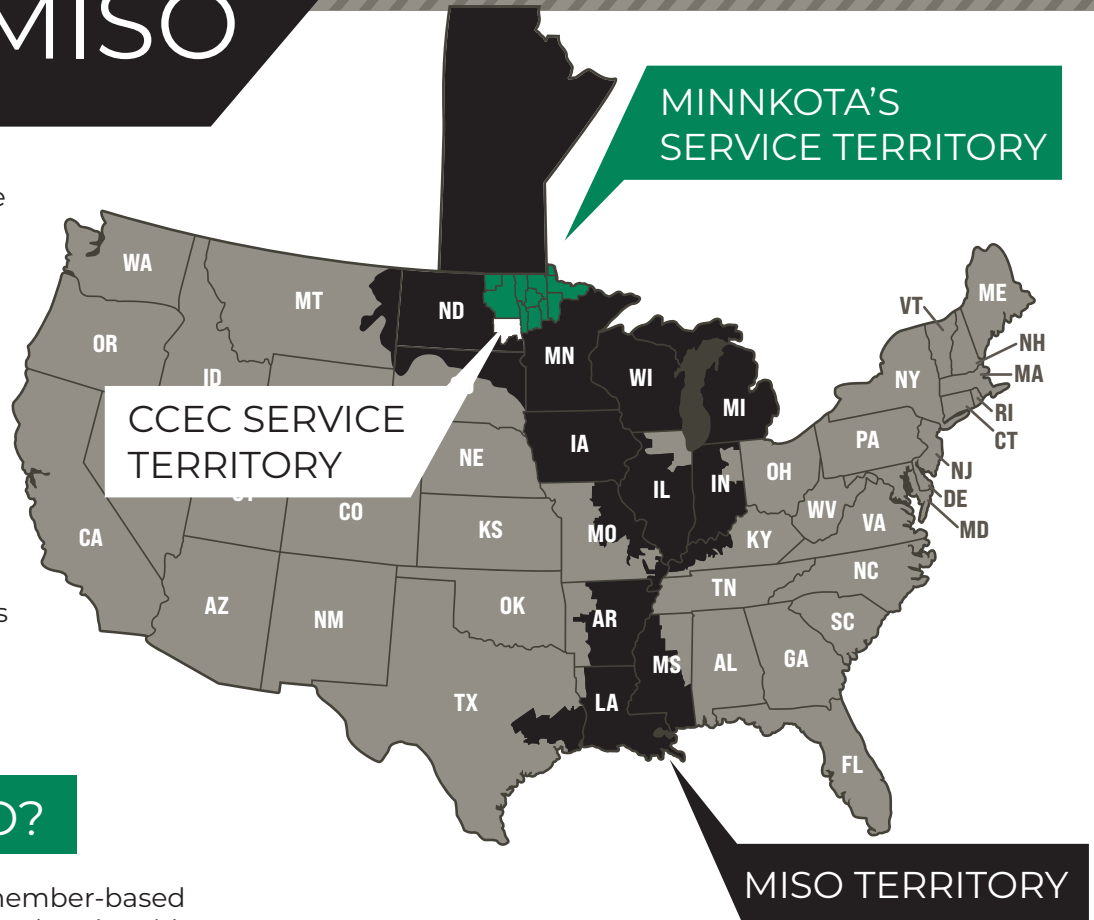 MISO
MINNKOTA'S
SERVICE TERRITORY
e
WA
MT
ND
OR
ID
MN
WI
MI
VT
ME
NH
MA
NY
RI
CT
CCEC SERVICE
TERRITORY
NE
IA
IL
IN
OH
PA
NJ
DE
MD
CA
CO
KS
MO
KY
WV
VA
AZ
NM
OK
AR
TN
NC
SC
s
TX
LA
MS
AL
GA
FL
O?
member-based
MISO TERRITORY